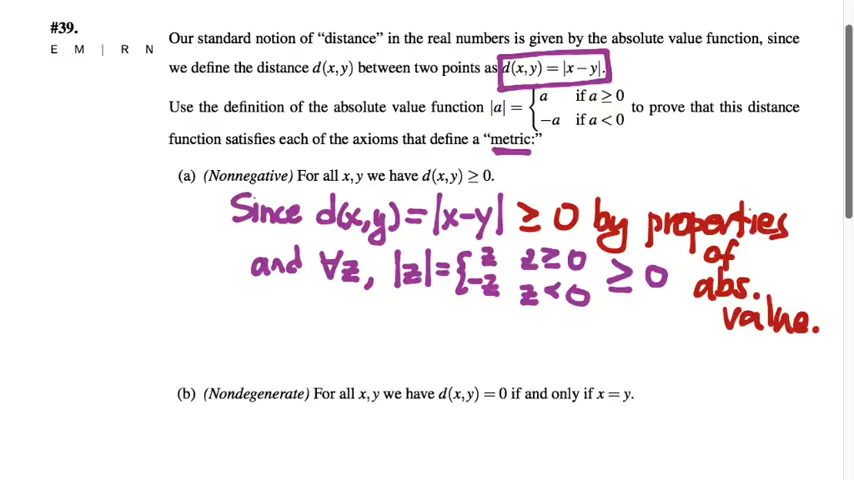 #39.
E M | R N
Our standard notion of “distance” in the real numbers is given by the absolute value function, since
we define the distance d(x,y) between two points as d(x,y) = |x − y|.
Use the definition of the absolute value function |a| = { a if a ≥ 0
−a if a < 0 to prove that this distance
function satisfies each of the axioms that define a “metric:”
(a) (Nonnegative) For all x,y we have d(x,y) ≥ 0.
Since d(x,y) = |x-y| ≥ 0 by properties
of
and ∀z, |z| = { z z≥0
-z z<0 ≥ 0
abs.
value.
(b) (Nondegenerate) For all x,y we have d(x,y) = 0 if and only if x = y.